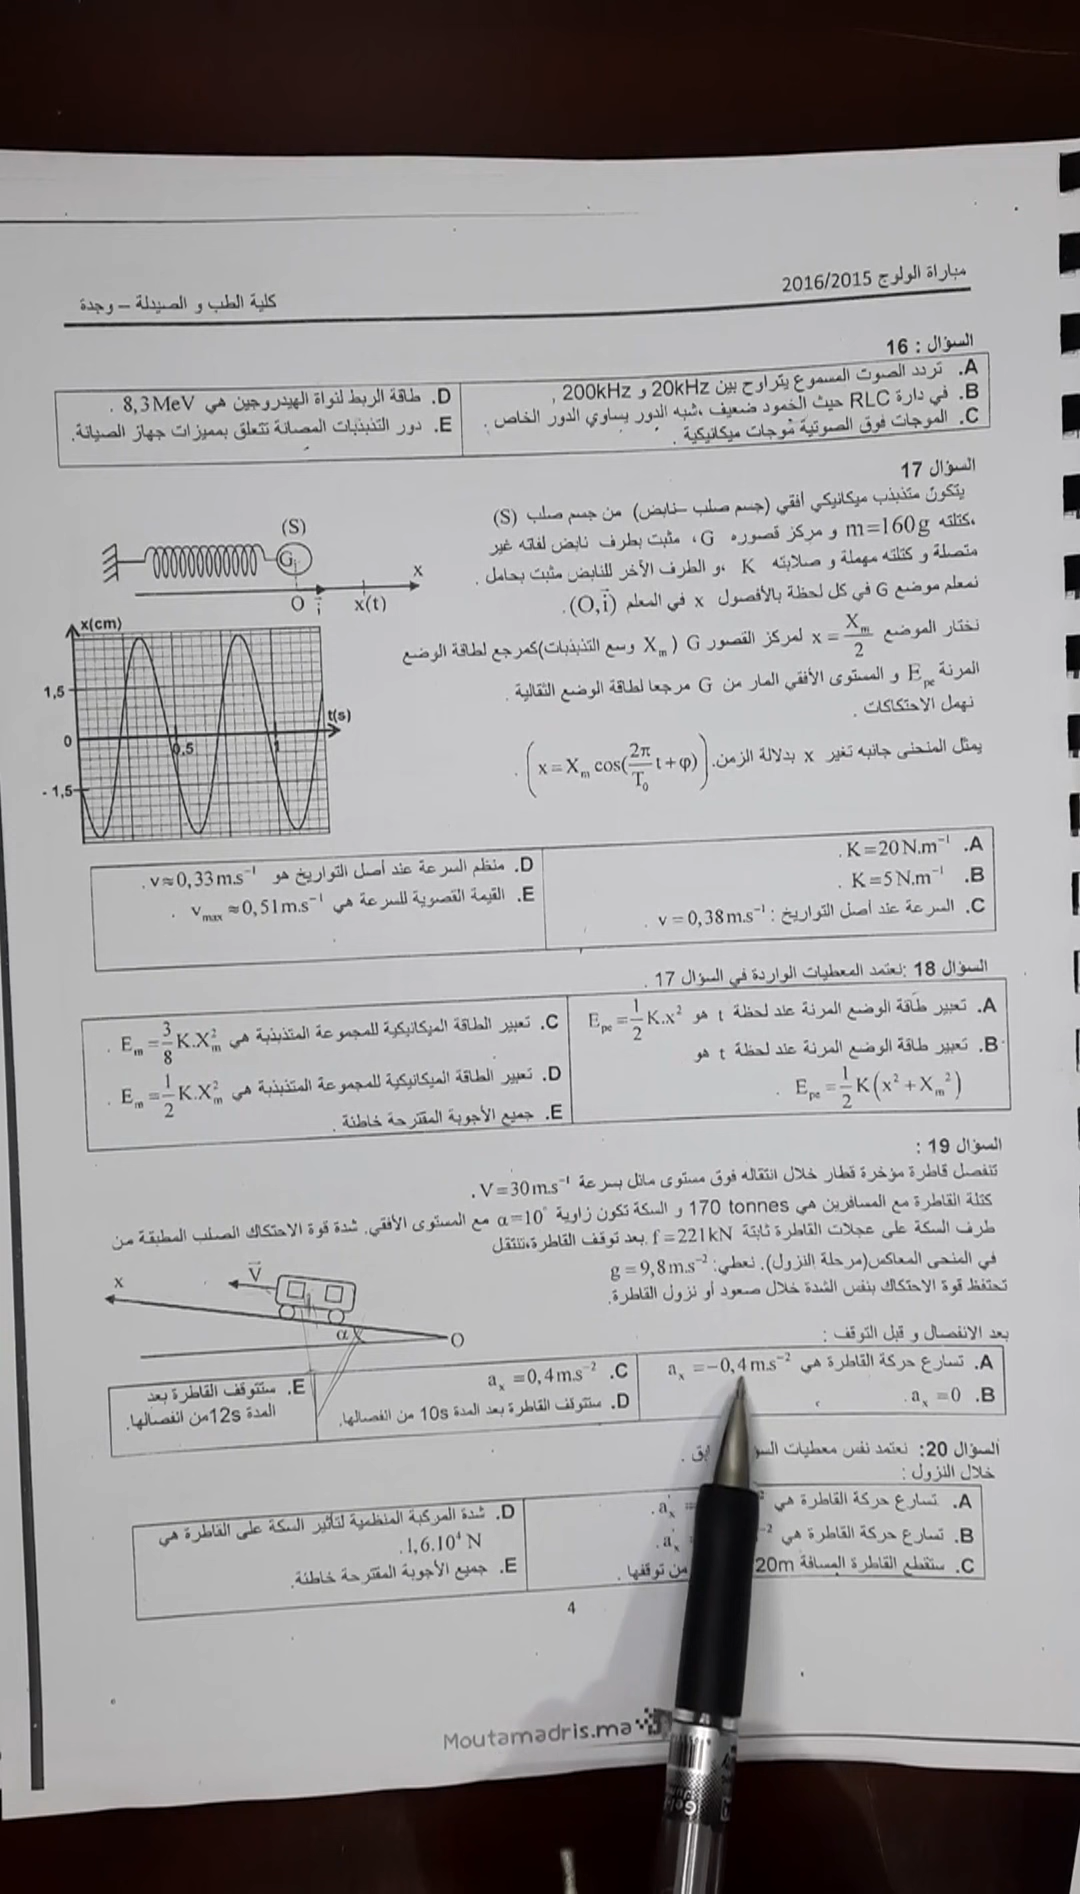 مباراة الولوج 2016/2015
كلية الطب و الصيدلة – وجدة
السؤال : 16
A. تردد الصوت المسموع يتراوح بين 20kHz و 200kHz ,
B. في دارة RLC حيث الخمود ضعيف ،شبه الدور يساوي الدور الخاص .
C. الموجات فوق الصوتية موجات ميكانيكية .
D. طاقة الربط لنواة الهيدروجين هي 8,3MeV .
E. دور التذبذبات المصانة تتعلق بمميزات جهاز الصيانة.
السؤال 17
يتكون متذبذب ميكانيكي أفقي (جسم صلب –نابض) من جسم صلب (S)
،كتلته m=160g و مركز قصوره G، مثبت بطرف نابض لفاته غير
متصلة و كتلته مهملة و صلابته K ،و الطرف الآخر للنابض مثبت بحامل .
نمعلم موضع G في كل لحظة بالأفصول x في المعلم (O,i⃗).
نختار الموضع x = X_m/2 لمركز القصور G ( X_m وسع التذبذبات)كمرجع لطاقة الوضع
المرنة E_pe و المستوى الأفقي المار من G مرجعا لطاقة الوضع الثقالية .
نهمل الاحتكاكات .
يمثل المنحنى جانبه تغير x بدلالة الزمن. (x = X_m cos(2π/T₀ t + φ)) .
(S)
G
x
O i⃗ x(t)
x(cm)
1,5
t(s)
0 0,5 1
- 1,5
A. K=20N.m⁻¹ .
B. K=5N.m⁻¹ .
C. السرعة عند أصل التواريخ : v = 0,38m.s⁻¹ .
D. منظم السرعة عند أصل التواريخ هو v≈0,33m.s⁻¹ .
E. القيمة القصوية للسرعة هي v_max ≈0,51m.s⁻¹ .
السؤال 18 :نعتمد المعطيات الواردة في السؤال 17 .
A. تعبير طاقة الوضع المرنة عند لحظة t هو E_pe = 1/2 K.x²
B. تعبير طاقة الوضع المرنة عند لحظة t هو
E_pe = 1/2 K(x² + X_m²) .
C. تعبير الطاقة الميكانيكية للمجموعة المتذبذبة هي E_m = 3/8 K.X_m² .
D. تعبير الطاقة الميكانيكية للمجموعة المتذبذبة هي E_m = 1/2 K.X_m² .
E. جميع الأجوبة المقترحة خاطئة .
السؤال 19 :
تنفصل قاطرة مؤخرة قطار خلال انتقاله فوق مستوى مائل بسرعة V=30m.s⁻¹ .
كتلة القاطرة مع المسافرين هي 170 tonnes و السكة تكون زاوية α=10° مع المستوى الأفقي. شدة قوة الاحتكاك الصلب المطبقة من
طرف السكة على عجلات القاطرة ثابتة f =221kN .بعد توقف القاطرة،تنتقل
في المنحى المعاكس(مرحلة النزول). نعطي: g = 9,8m.s⁻²
تحتفظ قوة الاحتكاك بنفس الشدة خلال صعود أو نزول القاطرة.
x V⃗ α O
بعد الانفصال و قبل التوقف :
A. تسارع حركة القاطرة هي a_x = −0,4m.s⁻²
B. a_x = 0 .
C. a_x = 0,4m.s⁻²
D. ستتوقف القاطرة بعد المدة 10s من انفصالها.
E. ستتوقف القاطرة بعد
المدة 12s من انفصالها.
السؤال 20: نعتمد نفس معطيات
خلال النزول :
A. تسارع حركة القاطرة هي
B. تسارع حركة القاطرة هي
C. ستقطع القاطرة المسافة 20m من توقفها .
D. شدة المركبة المنظمية لتأثير السكة على القاطرة هي
1,6.10⁴ N.
E. جميع الأجوبة المقترحة خاطئة.
4
Moutamadris.ma